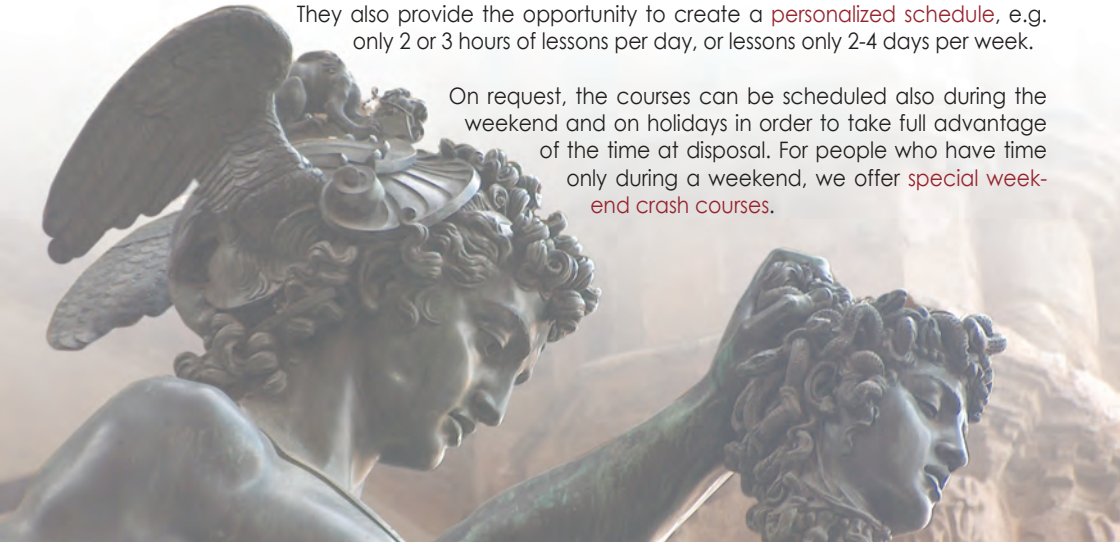 They also provide the opportunity to create a personalized schedule, e.g.
only 2 or 3 hours of lessons per day, or lessons only 2-4 days per week.
On request, the courses can be scheduled also during the
weekend and on holidays in order to take full advantage
of the time at disposal. For people who have time
only during a weekend, we offer special week-
end crash courses.